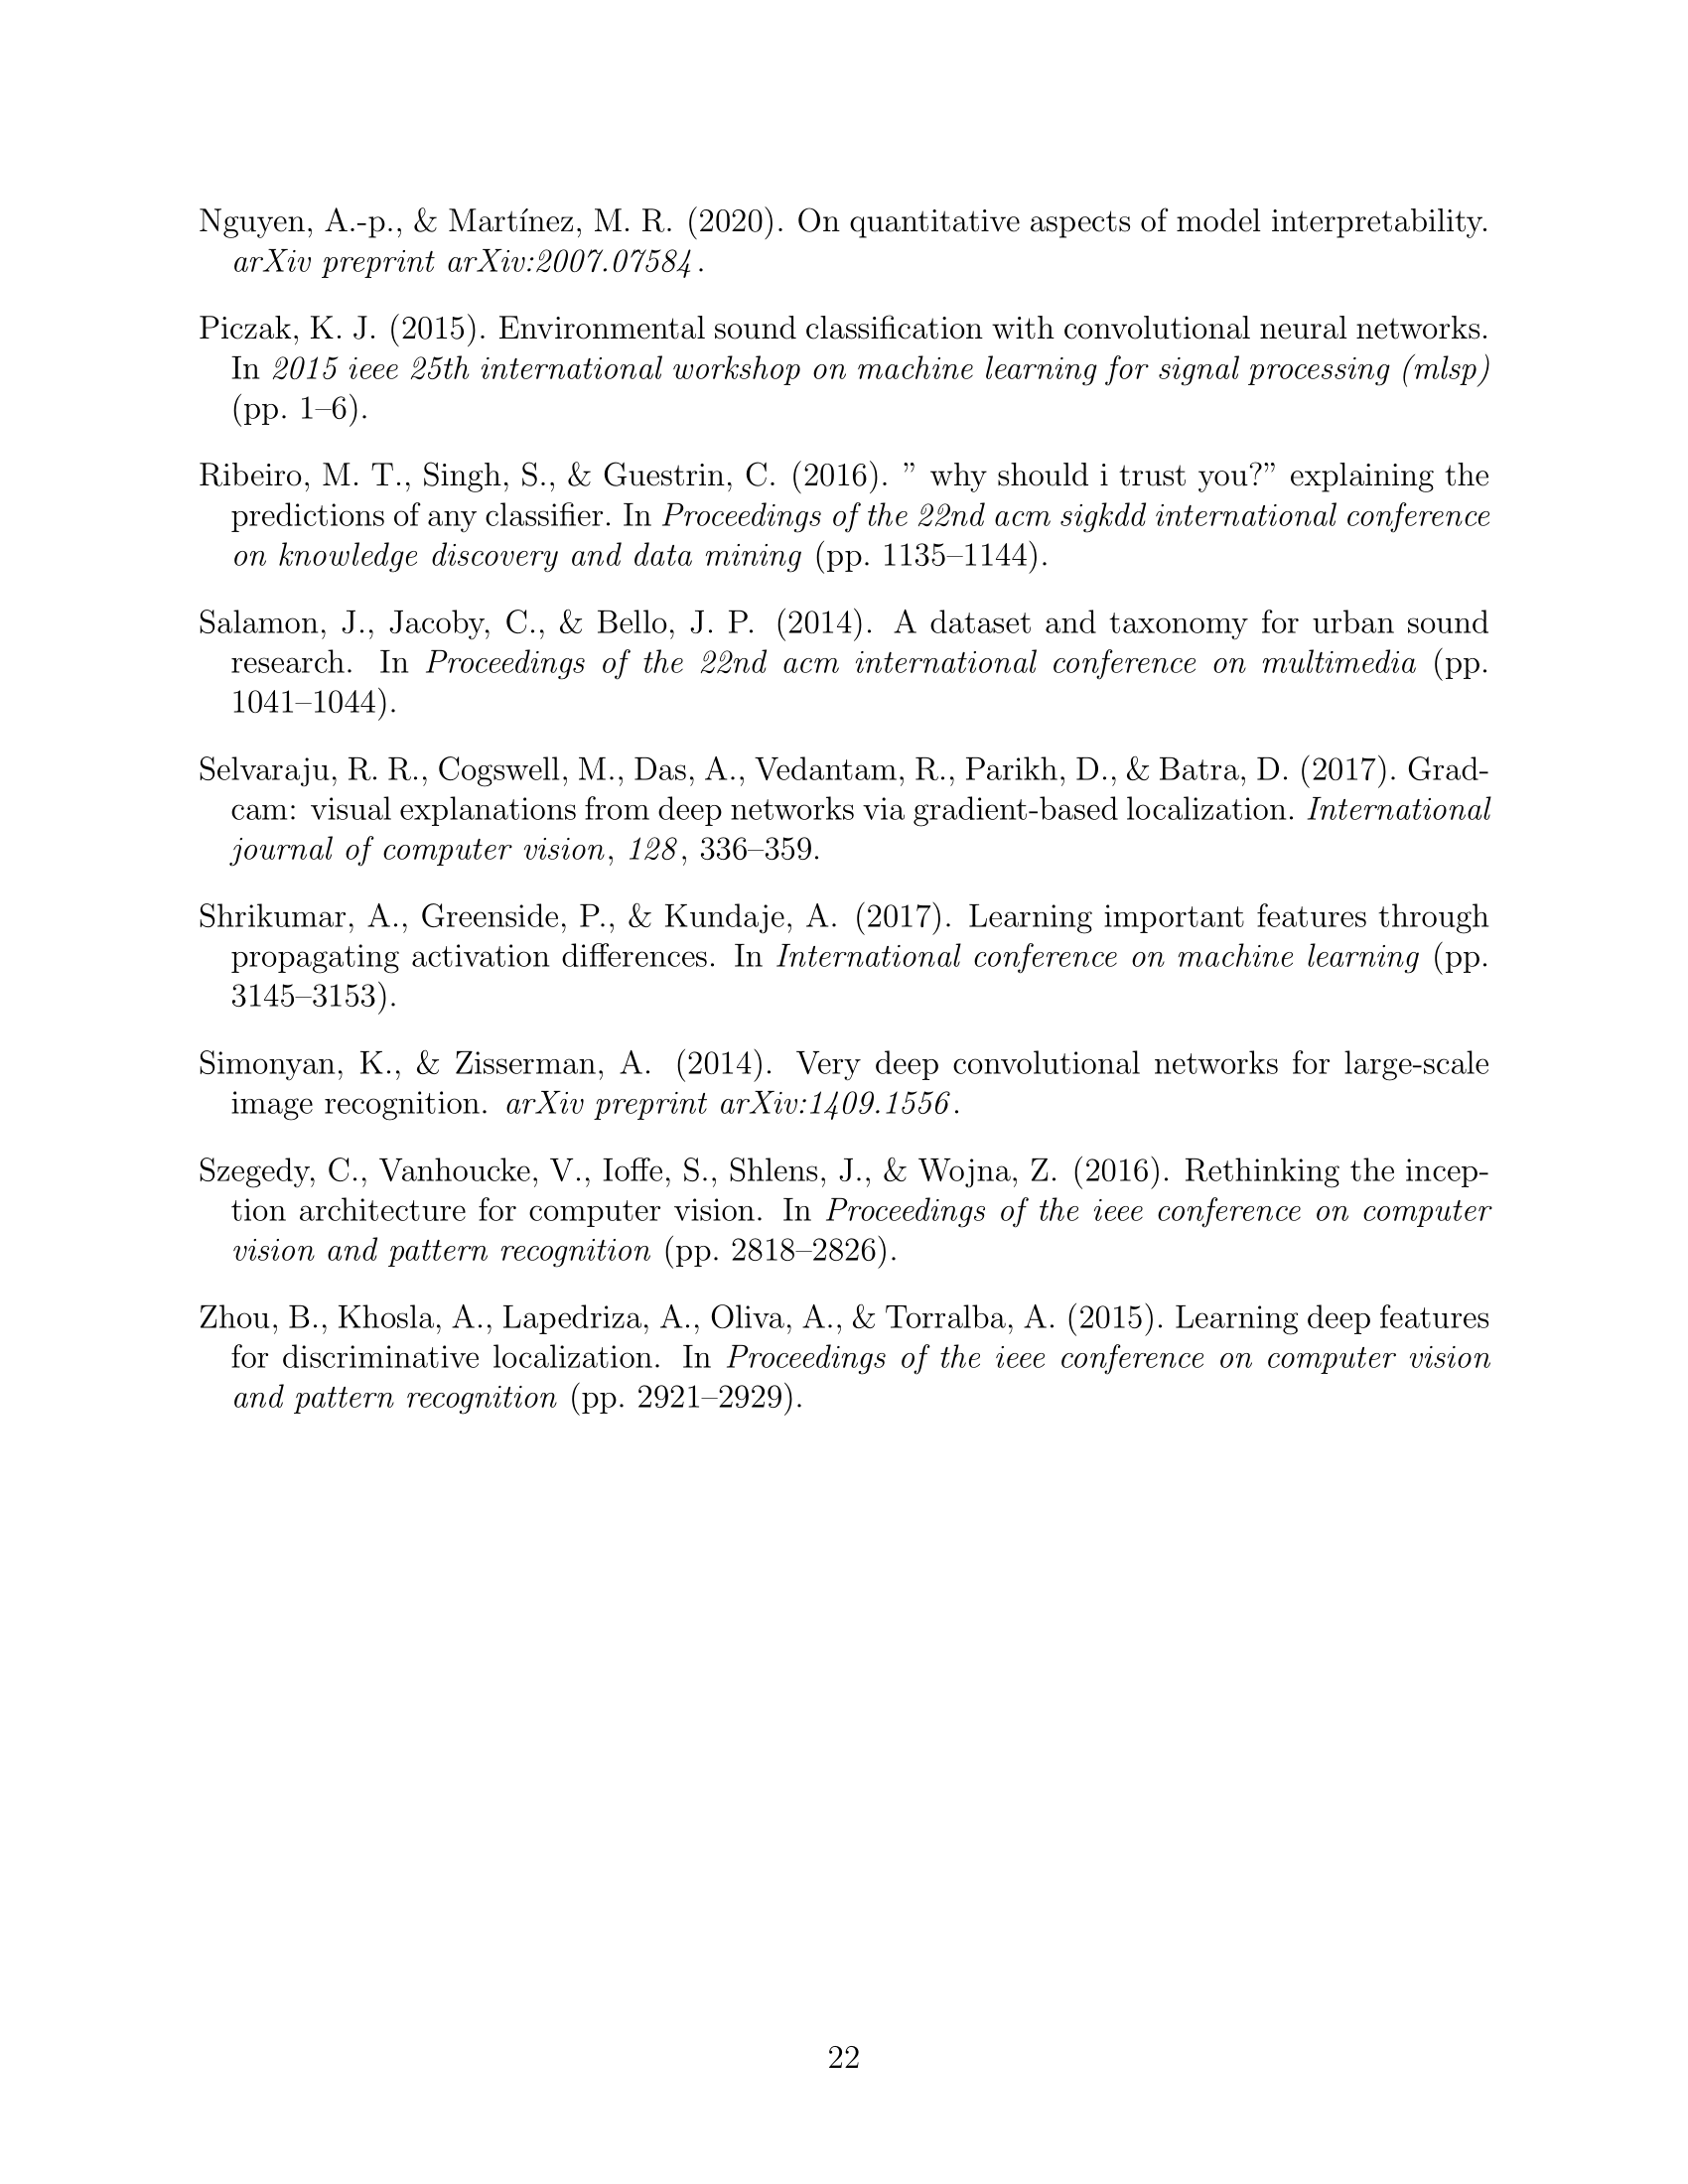 Nguyen, A.-p., & Martínez, M. R. (2020). On quantitative aspects of model interpretability.
arXiv preprint arXiv:2007.07584.
Piczak, K. J. (2015). Environmental sound classification with convolutional neural networks.
In 2015 ieee 25th international workshop on machine learning for signal processing (mlsp)
(pp. 1–6).
Ribeiro, M. T., Singh, S., & Guestrin, C. (2016). ” why should i trust you?” explaining the
predictions of any classifier. In Proceedings of the 22nd acm sigkdd international conference
on knowledge discovery and data mining (pp. 1135–1144).
Salamon, J., Jacoby, C., & Bello, J. P. (2014). A dataset and taxonomy for urban sound
research. In Proceedings of the 22nd acm international conference on multimedia (pp.
1041–1044).
Selvaraju, R. R., Cogswell, M., Das, A., Vedantam, R., Parikh, D., & Batra, D. (2017). Grad-
cam: visual explanations from deep networks via gradient-based localization. International
journal of computer vision, 128, 336–359.
Shrikumar, A., Greenside, P., & Kundaje, A. (2017). Learning important features through
propagating activation differences. In International conference on machine learning (pp.
3145–3153).
Simonyan, K., & Zisserman, A. (2014). Very deep convolutional networks for large-scale
image recognition. arXiv preprint arXiv:1409.1556.
Szegedy, C., Vanhoucke, V., Ioffe, S., Shlens, J., & Wojna, Z. (2016). Rethinking the incep-
tion architecture for computer vision. In Proceedings of the ieee conference on computer
vision and pattern recognition (pp. 2818–2826).
Zhou, B., Khosla, A., Lapedriza, A., Oliva, A., & Torralba, A. (2015). Learning deep features
for discriminative localization. In Proceedings of the ieee conference on computer vision
and pattern recognition (pp. 2921–2929).
22